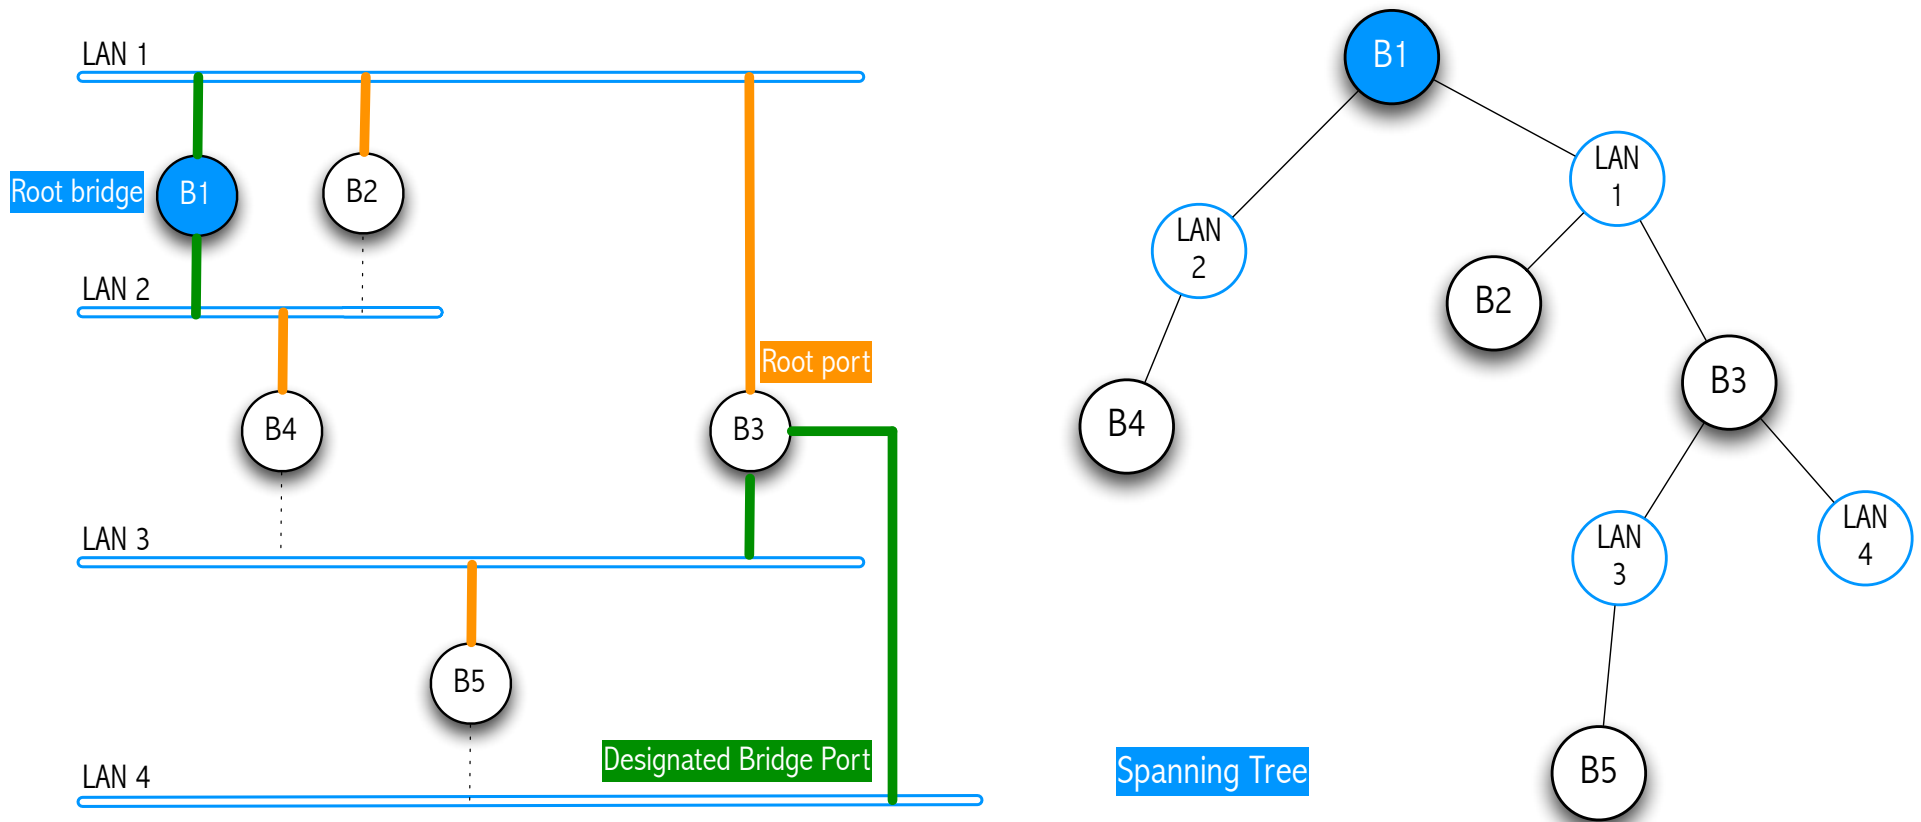 LAN 1
Root bridge
B1
B2
LAN 2
Root port
B4
B3
LAN 3
B5
Designated Bridge Port
LAN 4
B1
LAN
1
LAN
2
B2
B3
B4
LAN
3
LAN
4
B5
Spanning Tree